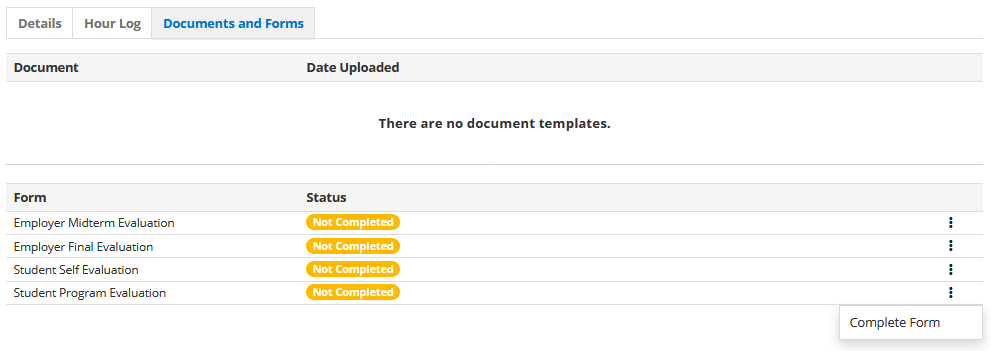 Details Hour Log Documents and Forms
Document Date Uploaded
There are no document templates.
Form Status
Employer Midterm Evaluation Not Completed
Employer Final Evaluation Not Completed
Student Self Evaluation Not Completed
Student Program Evaluation Not Completed
Complete Form